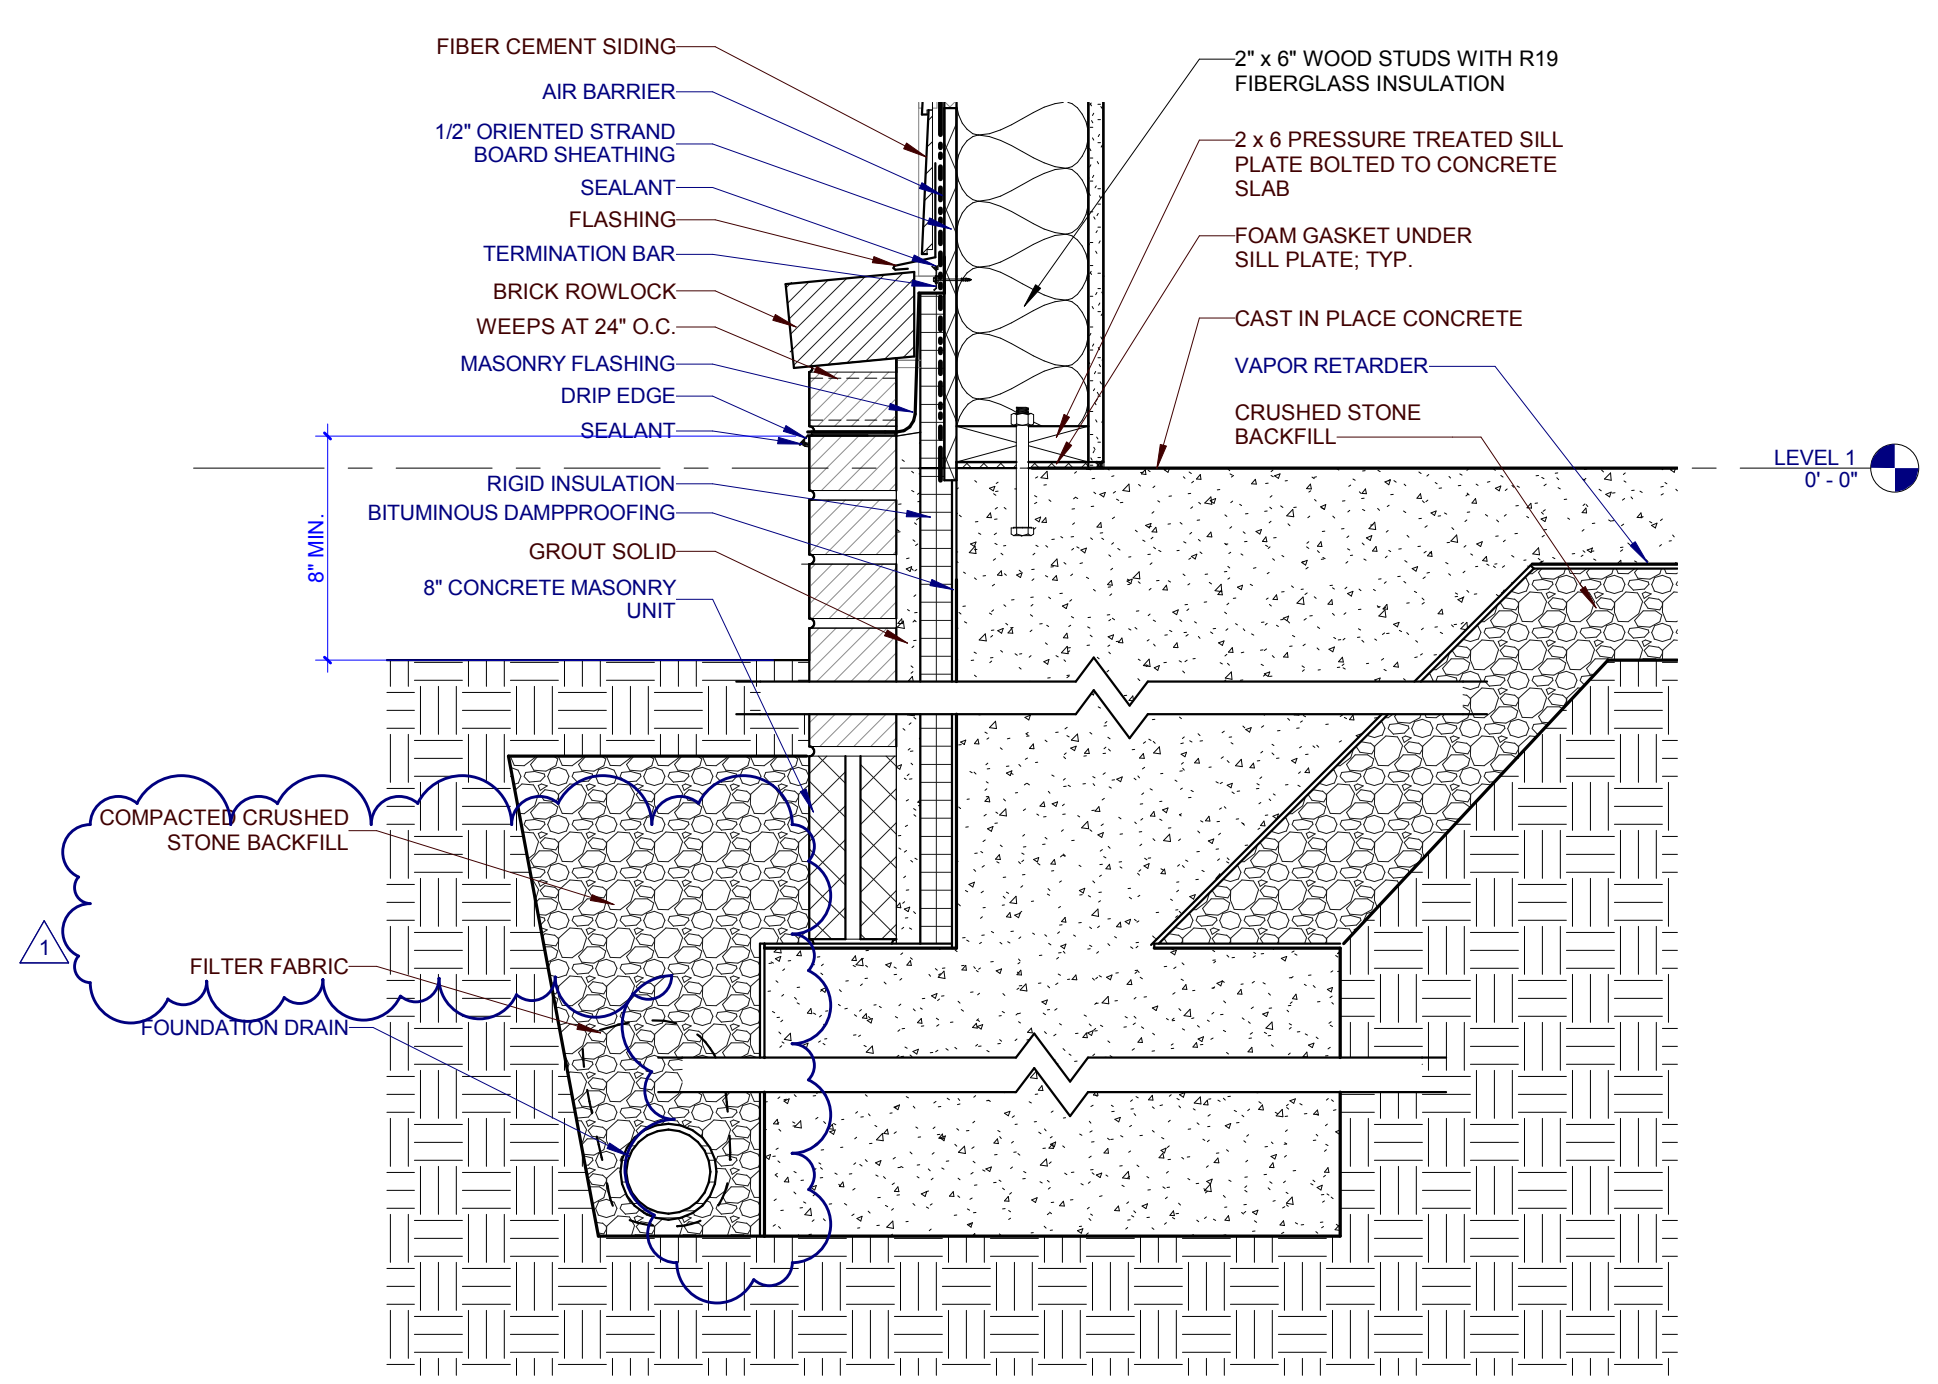 FIBER CEMENT SIDING
AIR BARRIER
1/2" ORIENTED STRAND
BOARD SHEATHING
SEALANT
FLASHING
TERMINATION BAR
BRICK ROWLOCK
WEEPS AT 24" O.C.
MASONRY FLASHING
DRIP EDGE
SEALANT
8" MIN.
RIGID INSULATION
BITUMINOUS DAMPPROOFING
GROUT SOLID
8" CONCRETE MASONRY
UNIT
COMPACTED CRUSHED
STONE BACKFILL
1
FILTER FABRIC
FOUNDATION DRAIN
2" x 6" WOOD STUDS WITH R19
FIBERGLASS INSULATION
2 x 6 PRESSURE TREATED SILL
PLATE BOLTED TO CONCRETE
SLAB
FOAM GASKET UNDER
SILL PLATE; TYP.
CAST IN PLACE CONCRETE
VAPOR RETARDER
CRUSHED STONE
BACKFILL
LEVEL 1
0' - 0"